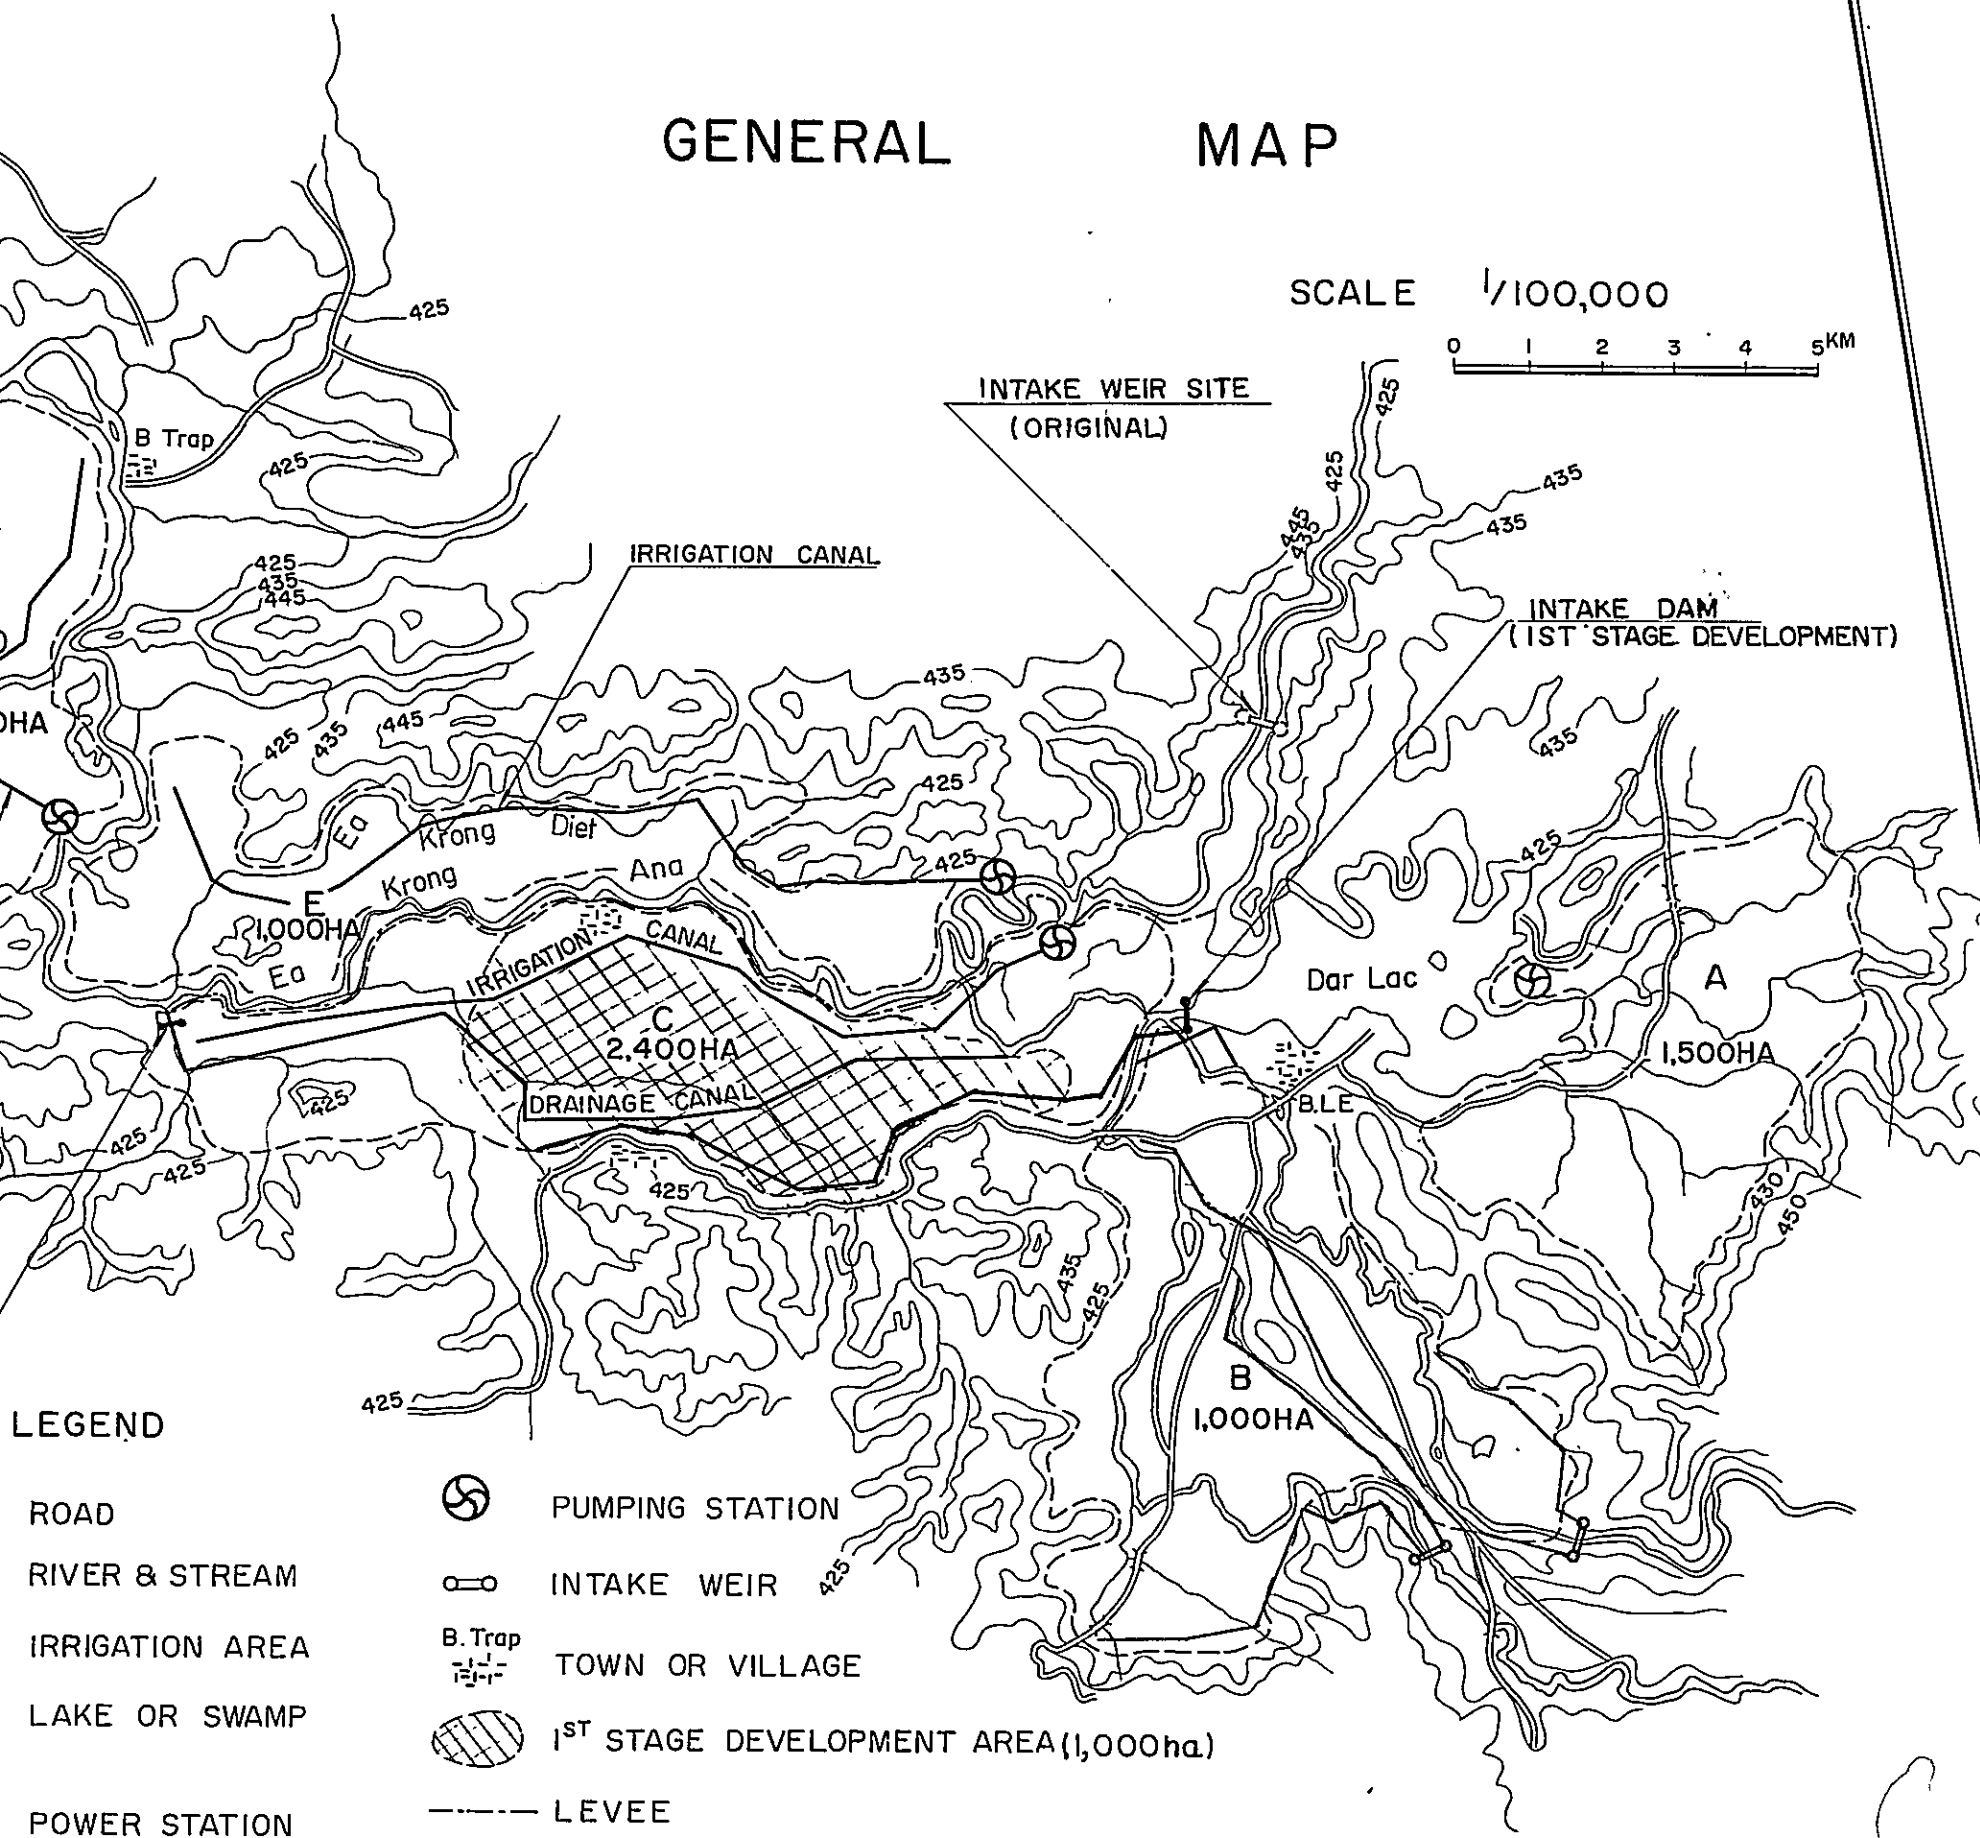 GENERAL MAP
SCALE 1/100,000
0 1 2 3 4 5KM
425
INTAKE WEIR SITE
(ORIGINAL)
425
B Trap
425
425
435
445
435
435
IRRIGATION CANAL
425
435
445
INTAKE DAM
(1ST STAGE DEVELOPMENT)
435
HA
445
425
435
435
425
Ea Krong Diet
425
425
Ea Krong Ana
E
1,000HA
IRRIGATION CANAL
Dar Lac
A
1,500HA
C
2,400HA
DRAINAGE CANAL
425
B.LE
425
425
425
430
450
435
425
B
1,000HA
425
425
LEGEND
ROAD
RIVER & STREAM
IRRIGATION AREA
LAKE OR SWAMP
POWER STATION
PUMPING STATION
INTAKE WEIR
B. Trap
TOWN OR VILLAGE
1ST STAGE DEVELOPMENT AREA (1,000ha)
LEVEE